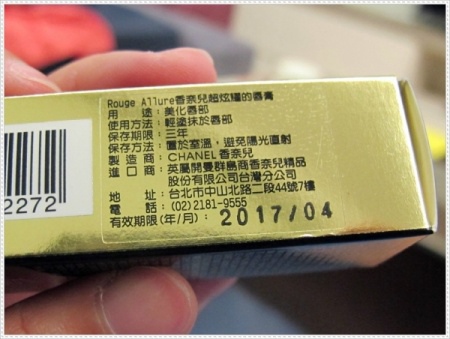 Rouge Allure香奈兒超炫耀的唇膏
用　　途：美化唇部
使用方法：輕塗抹於唇部
保存期限：三年
保存方法：置於室溫，避免陽光直射
製 造 商：CHANEL香奈兒
進 口 商：英屬開曼群島商香奈兒精品
股份有限公司台灣分公司
地　　址：台北市中山北路二段44號7樓
電　　話：(02)2181-9555
有效期限(年/月)：2017/04
2272